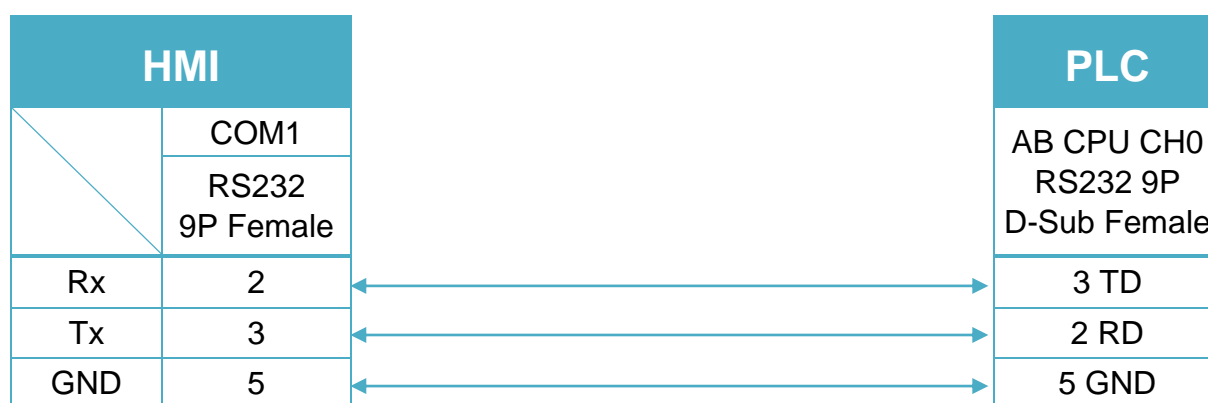 HMI
PLC
COM1
RS232
9P Female
AB CPU CH0
RS232 9P
D-Sub Female
Rx 2 3 TD
Tx 3 2 RD
GND 5 5 GND